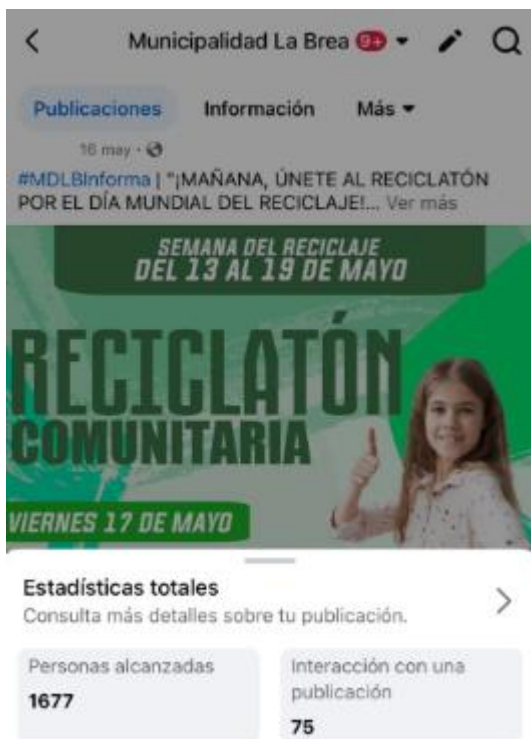 Municipalidad La Brea 9+
Publicaciones Información Más
16 may ·
#MDLBInforma | "¡MAÑANA, ÚNETE AL RECICLATÓN
POR EL DÍA MUNDIAL DEL RECICLAJE!... Ver más
SEMANA DEL RECICLAJE
DEL 13 AL 19 DE MAYO
RECICLATÓN
COMUNITARIA
VIERNES 17 DE MAYO
Estadísticas totales
Consulta más detalles sobre tu publicación.
Personas alcanzadas
1677
Interacción con una
publicación
75